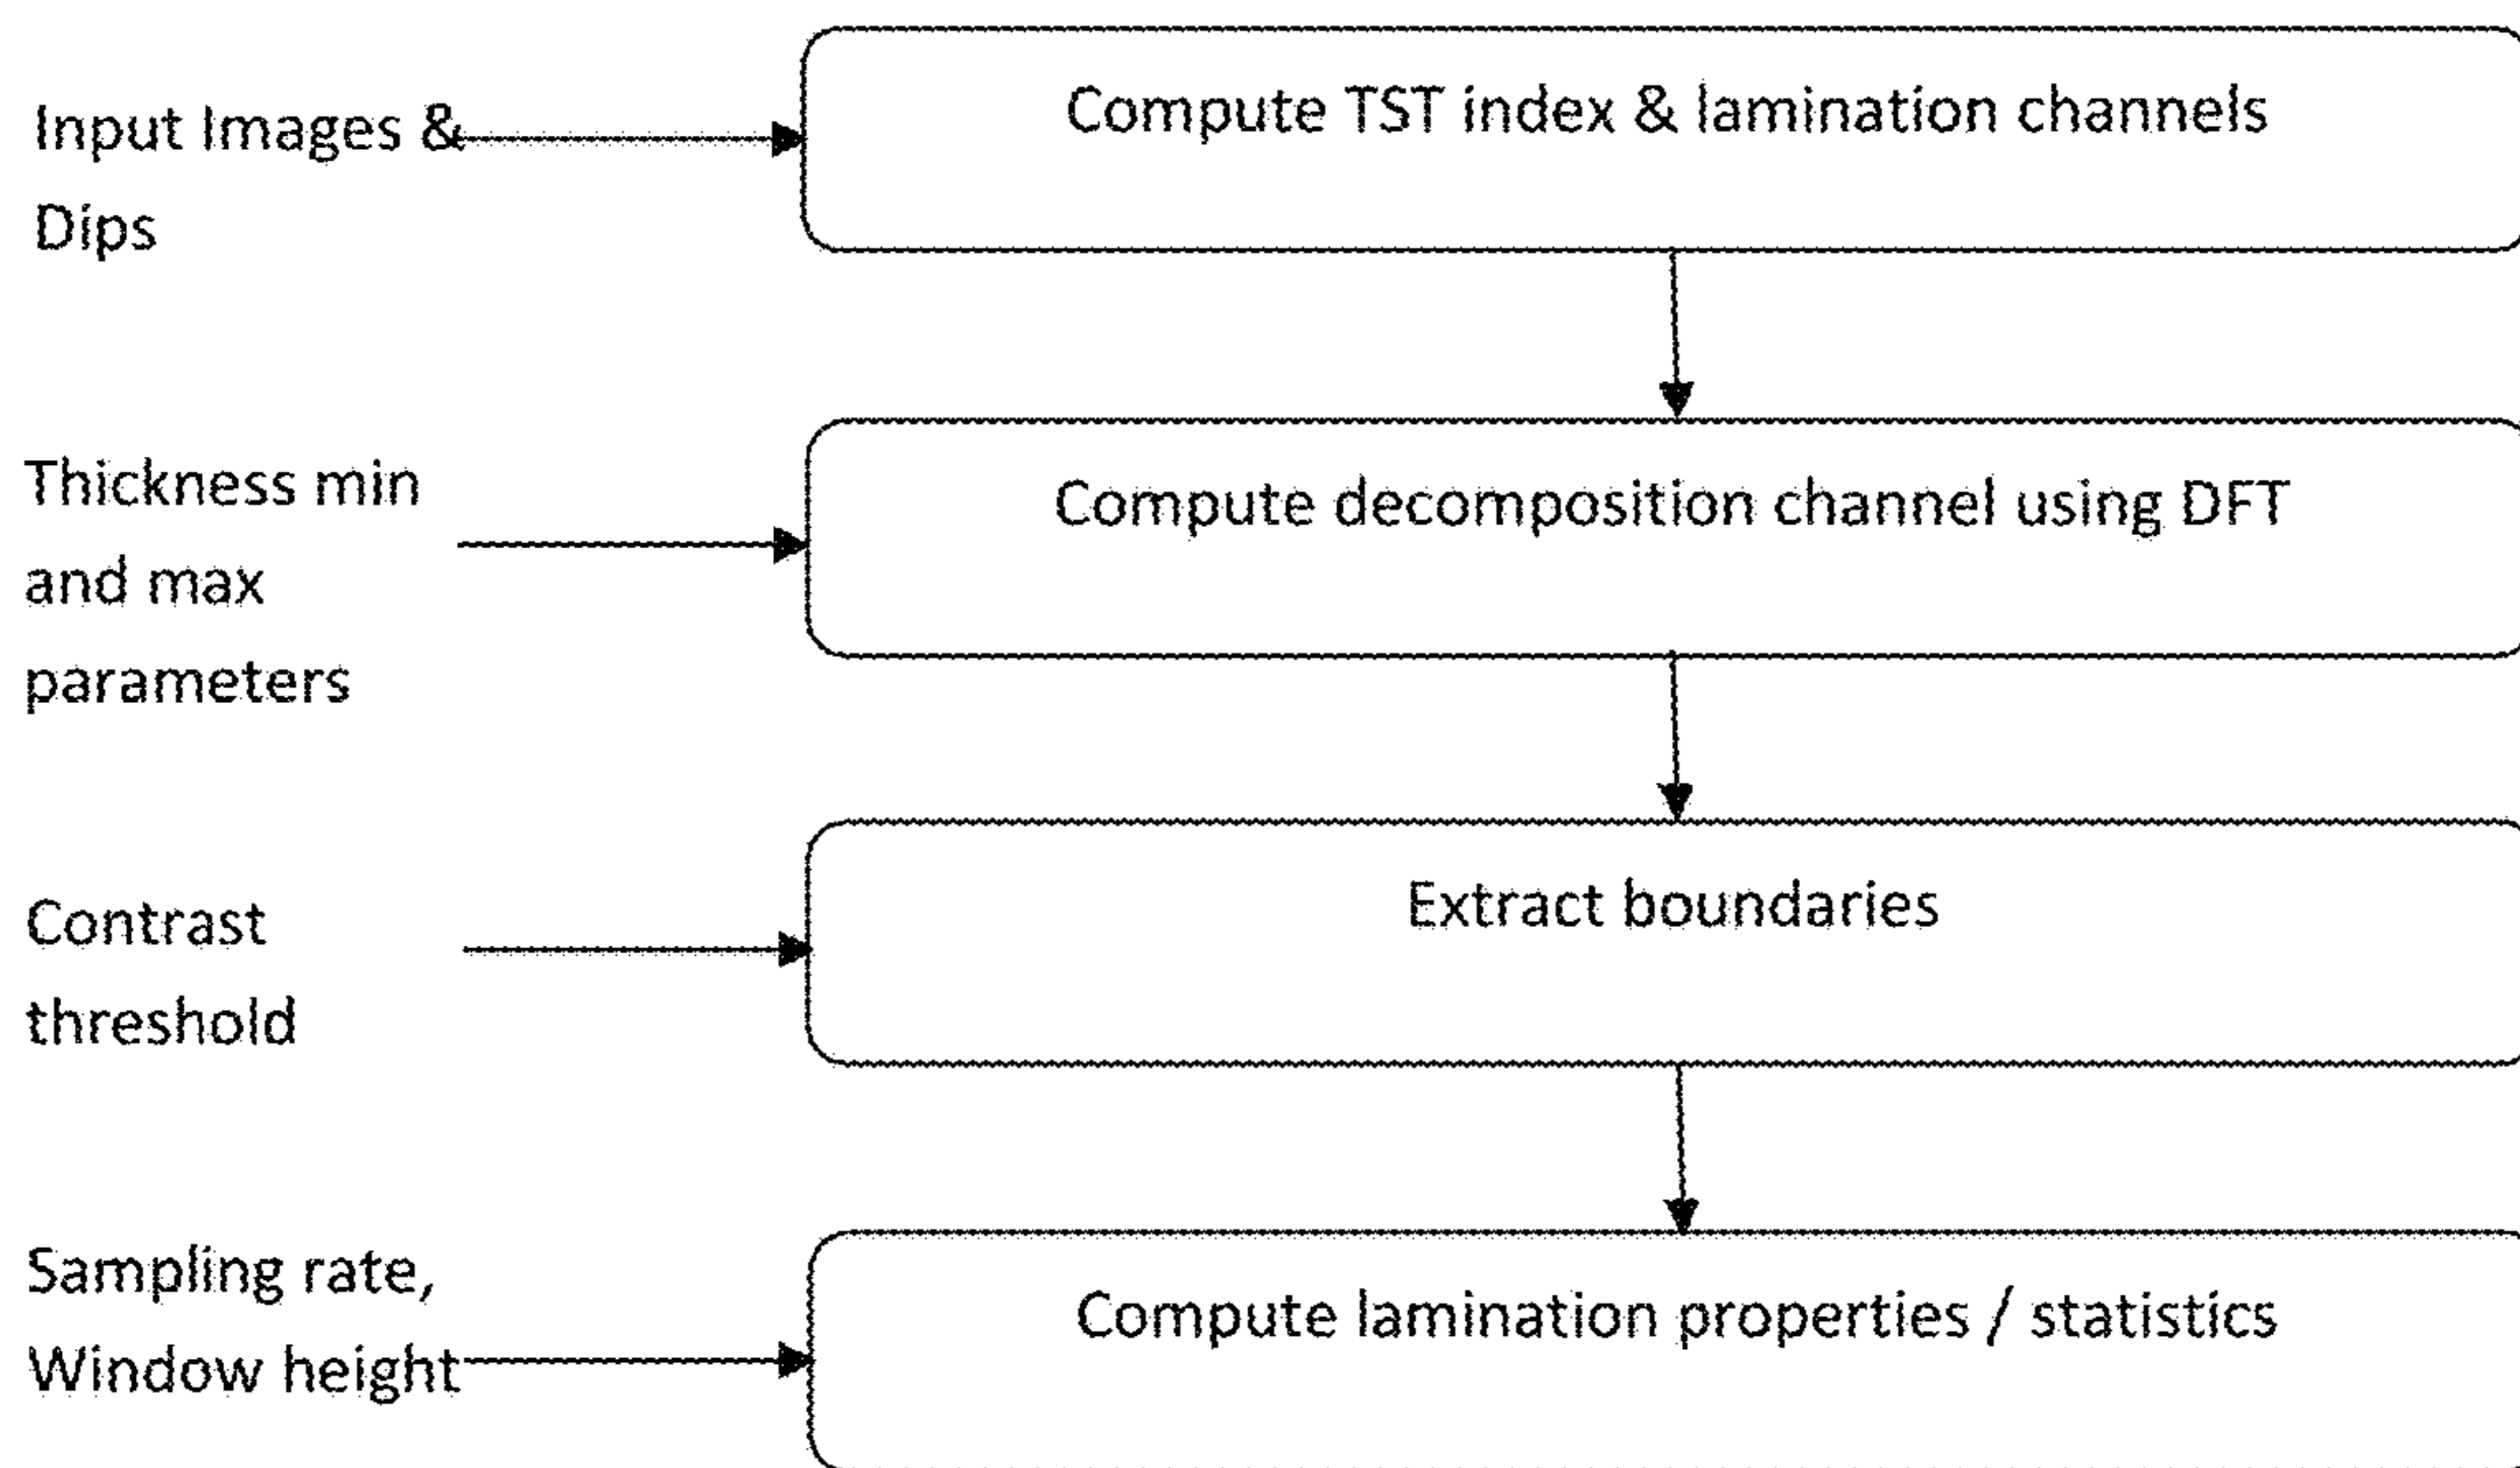 Input Images &
Dips
Compute TST index & lamination channels
Thickness min
and max
parameters
Compute decomposition channel using DFT
Contrast
threshold
Extract boundaries
Sampling rate,
Window height
Compute lamination properties / statistics